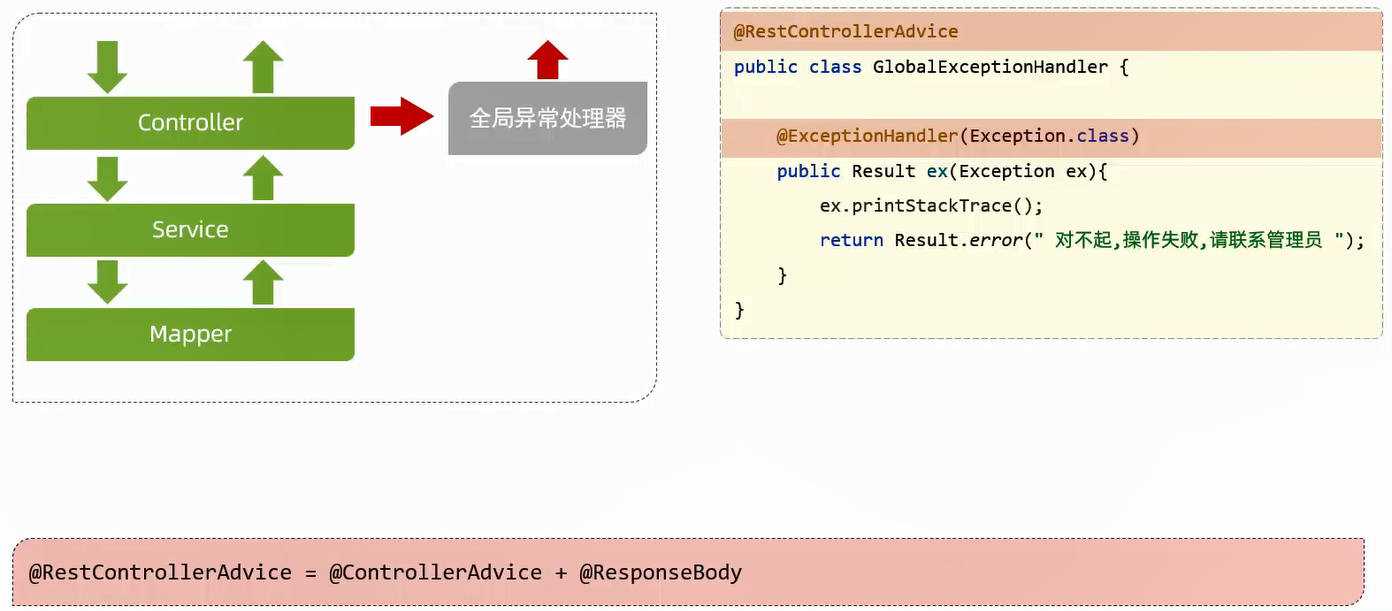 Controller
全局异常处理器
Service
Mapper
@RestControllerAdvice
public class GlobalExceptionHandler {
@ExceptionHandler(Exception.class)
public Result ex(Exception ex){
ex.printStackTrace();
return Result.error(" 对不起,操作失败,请联系管理员 ");
}
}
@RestControllerAdvice = @ControllerAdvice + @ResponseBody